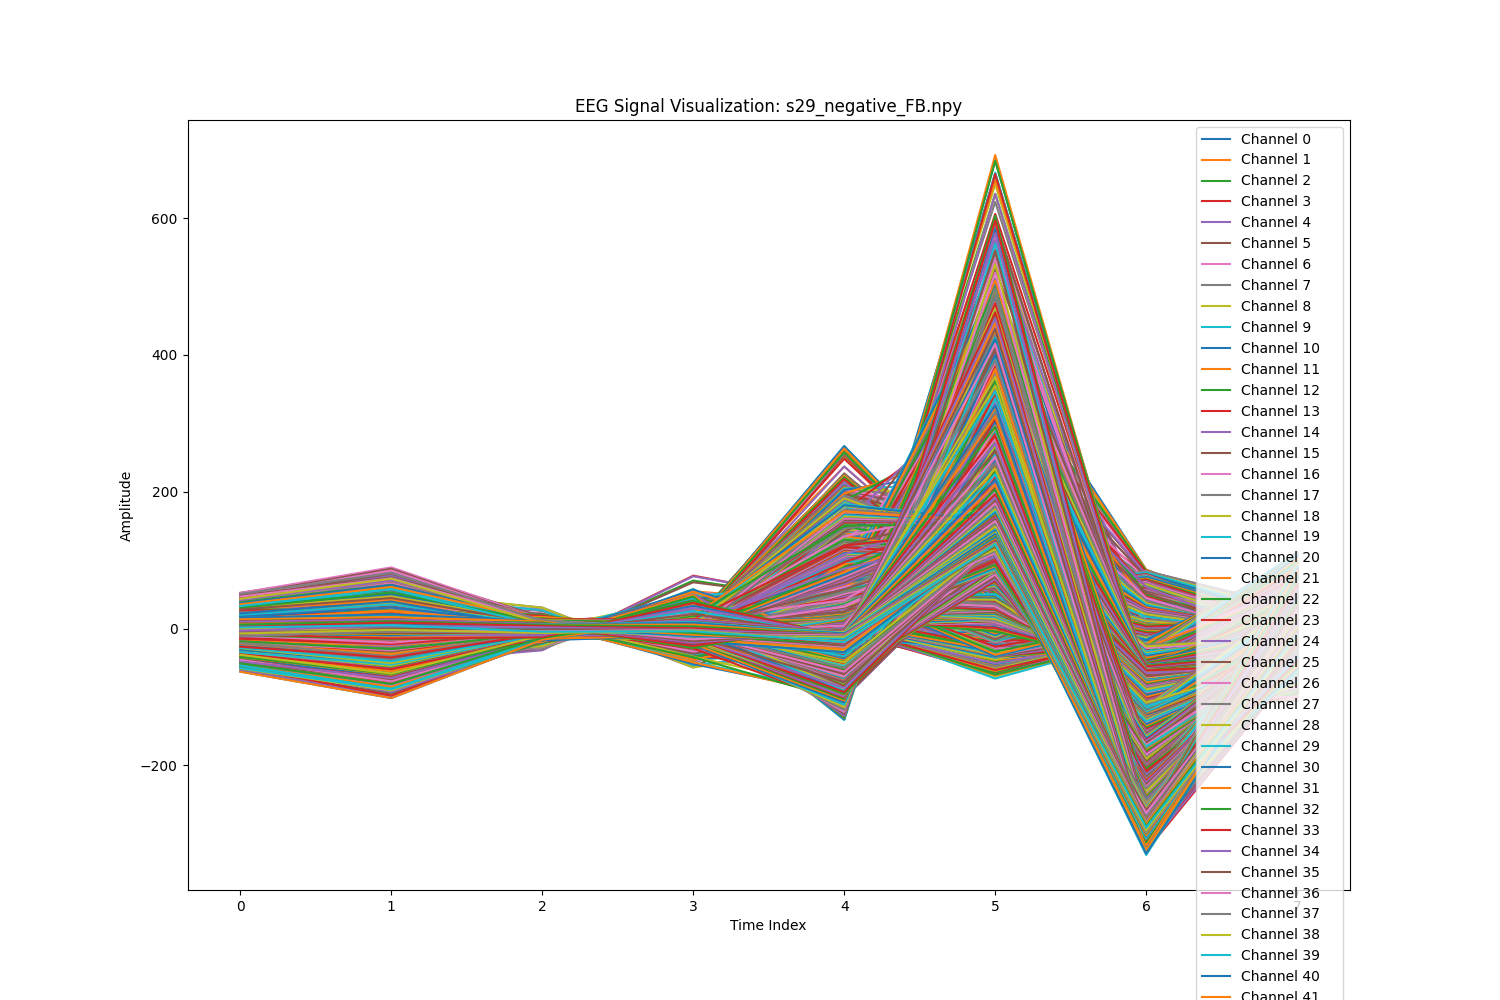 EEG Signal Visualization: s29_negative_FB.npy
Amplitude
600
400
200
0
−200
0
1
2
3
4
5
6
7
Time Index
Channel 0
Channel 1
Channel 2
Channel 3
Channel 4
Channel 5
Channel 6
Channel 7
Channel 8
Channel 9
Channel 10
Channel 11
Channel 12
Channel 13
Channel 14
Channel 15
Channel 16
Channel 17
Channel 18
Channel 19
Channel 20
Channel 21
Channel 22
Channel 23
Channel 24
Channel 25
Channel 26
Channel 27
Channel 28
Channel 29
Channel 30
Channel 31
Channel 32
Channel 33
Channel 34
Channel 35
Channel 36
Channel 37
Channel 38
Channel 39
Channel 40
Channel 41